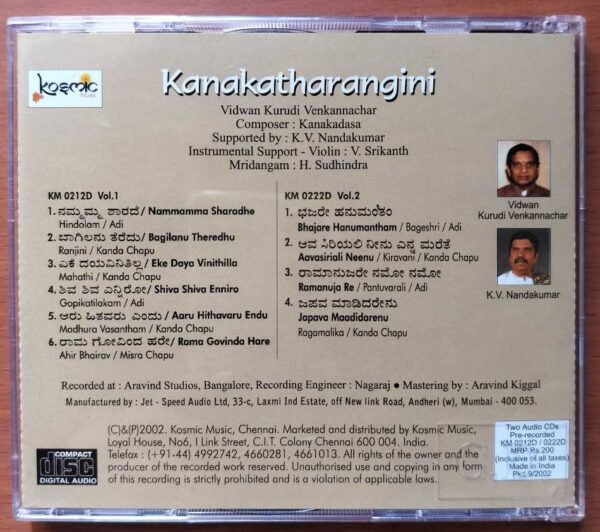 Kosmic
Music
Kanakatharangini
Vidwan Kurudi Venkannachar
Composer : Kanakadasa
Supported by : K.V. Nandakumar
Instrumental Support - Violin : V. Srikanth
Mridangam : H. Sudhindra
KM 0212D Vol.1
1. ನಮ್ಮಮ್ಮ ಶಾರದೆ / Nammamma Sharadhe
Hindolam / Adi
2. ಬಾಗಿಲನು ತೆರೆದು / Bagilanu Theredhu
Ranjini / Kanda Chapu
3. ಏಕೆ ದಯವಿನಿತಿಲ್ಲ / Eke Daya Vinithilla
Mahathi / Kanda Chapu
4. ಶಿವ ಶಿವ ಎನ್ನಿರೋ / Shiva Shiva Enniro
Gopikatilakam / Adi
5. ಆರು ಹಿತವರು ಎಂದು / Aaru Hithavaru Endu
Madhura Vasantham / Kanda Chapu
6. ರಾಮ ಗೋವಿಂದ ಹರೇ / Rama Govinda Hare
Ahir Bhairav / Misra Chapu
KM 0222D Vol.2
1. ಭಜರೇ ಹನುಮಂತಂ
Bhajare Hanumantham / Bageshri / Adi
2. ಆವ ಸಿರಿಯಲಿ ನೀನು ಎನ್ನ ಮರೆತೆ
Aavasiriali Neenu / Kiravani / Kanda Chapu
3. ರಾಮಾನುಜರೇ ನಮೋ ನಮೋ
Ramanuja Re / Pantuvarali / Adi
4. ಜಪವ ಮಾಡಿದರೇನು
Japava Maadidarenu
Ragamalika / Kanda Chapu
Vidwan
Kurudi Venkannachar
K.V. Nandakumar
Recorded at : Aravind Studios, Bangalore, Recording Engineer : Nagaraj ● Mastering by : Aravind Kiggal
Manufactured by : Jet - Speed Audio Ltd, 33-c, Laxmi Ind Estate, off New link Road, Andheri (w), Mumbai - 400 053.
(C)&(P)2002. Kosmic Music, Chennai. Marketed and distributed by Kosmic Music,
Loyal House, No6, I Link Street, C.I.T. Colony Chennai 600 004. India.
Telefax : (+91-44) 4992742, 4660281, 4661013. All rights of the owner and the
producer of the recorded work reserved. Unauthorised use and copying in any form
of this recording is strictly prohibited and is a violation of applicable laws.
COMPACT
disc
DIGITAL AUDIO
Two Audio CDs
Pre-recorded
KM 0212D / 0222D
MRP Rs.200
(Inclusive of all taxes)
Made in India
Pkd.9/2002